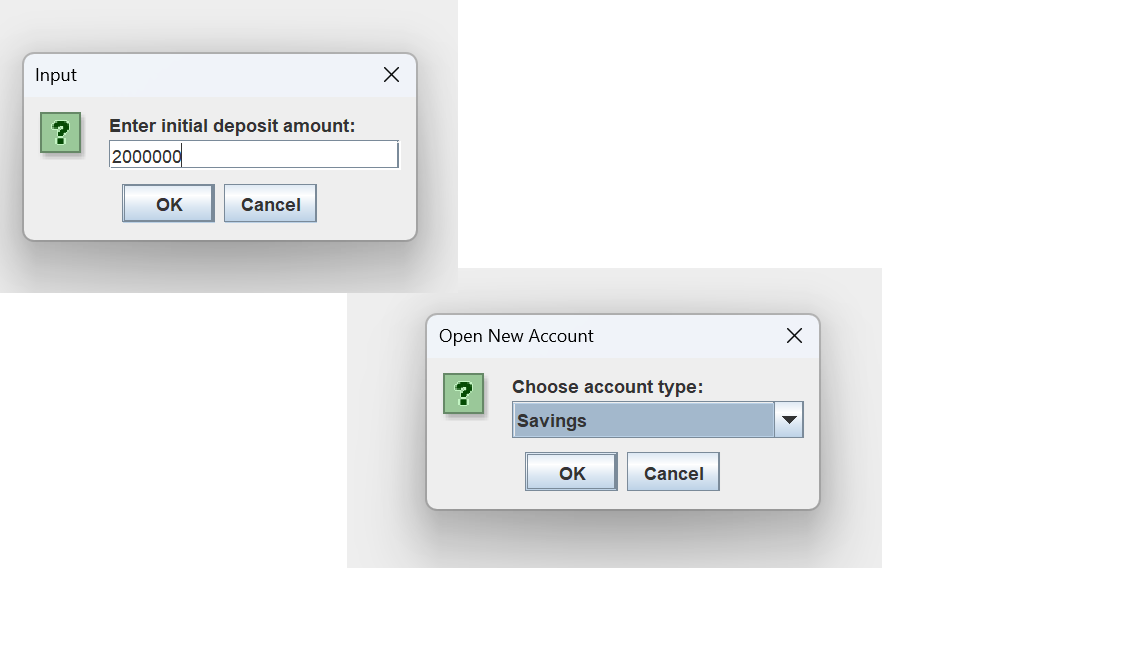 Input
Enter initial deposit amount:
2000000
OK Cancel
Open New Account
Choose account type:
Savings
OK Cancel